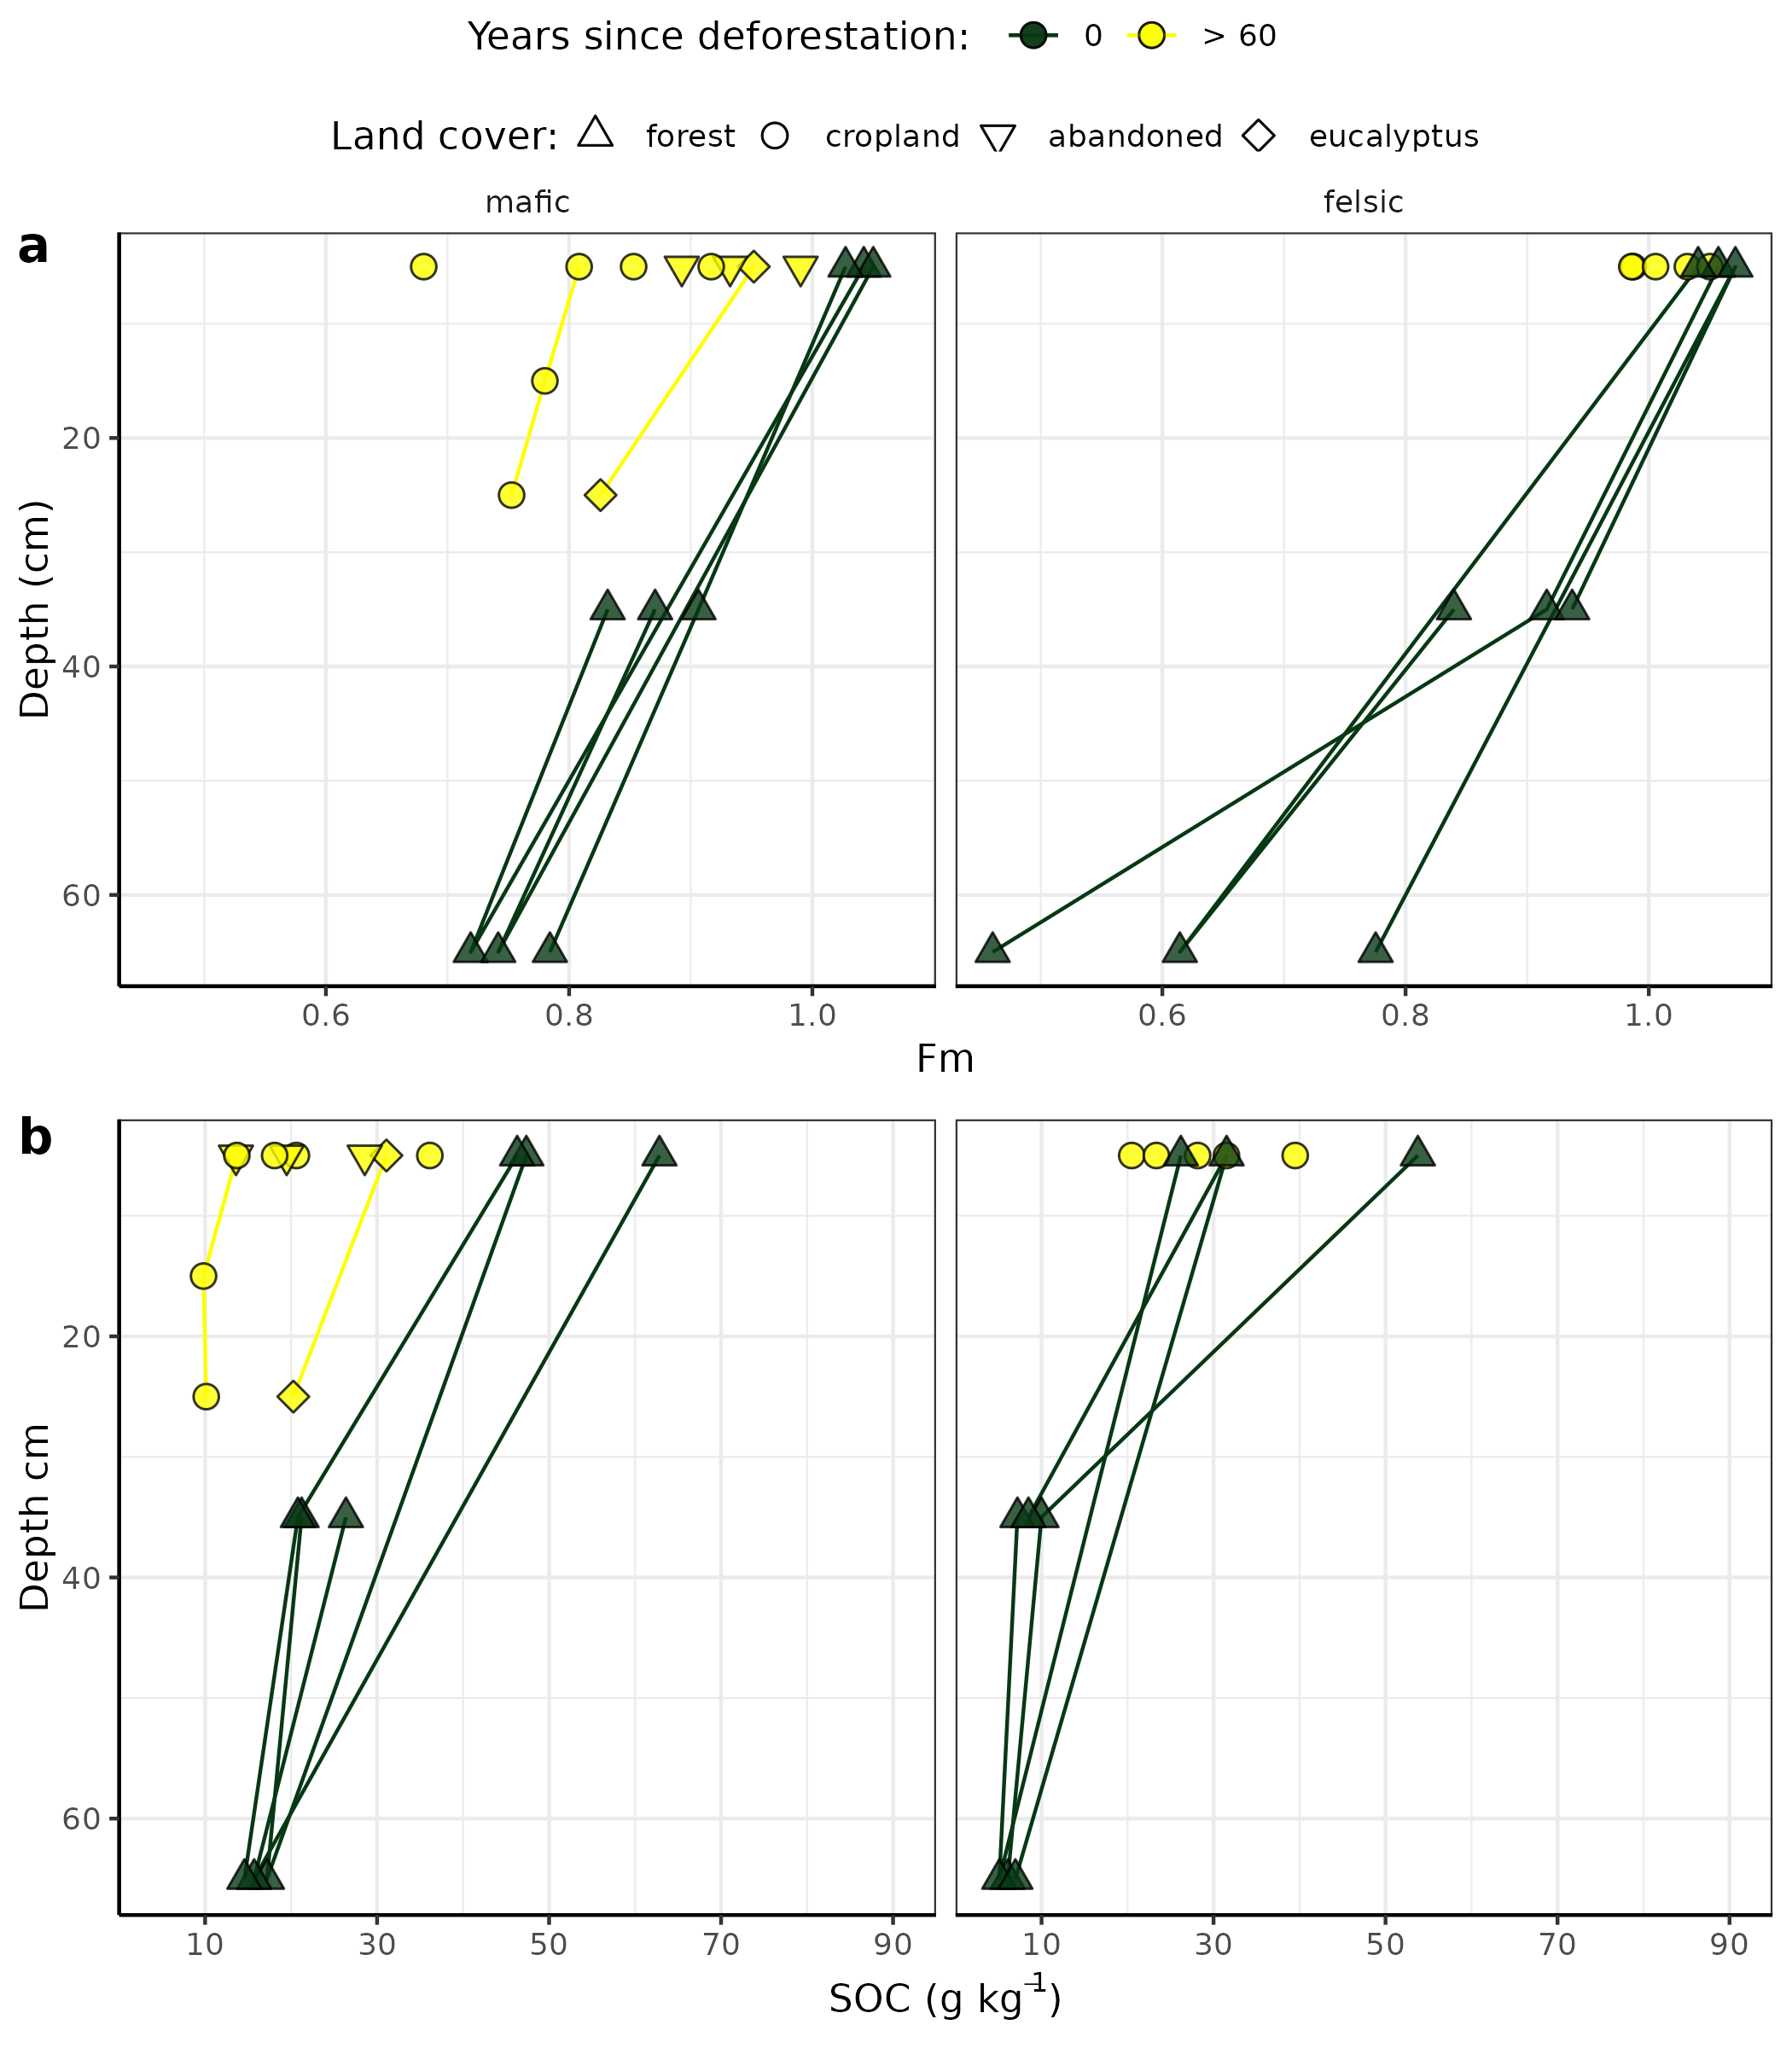 Years since deforestation: 0 > 60
Land cover: forest cropland abandoned eucalyptus
mafic felsic
a
Depth (cm)
20
40
60
0.6 0.8 1.0 0.6 0.8 1.0
Fm
b
Depth cm
20
40
60
10 30 50 70 90 10 30 50 70 90
SOC (g kg⁻¹)